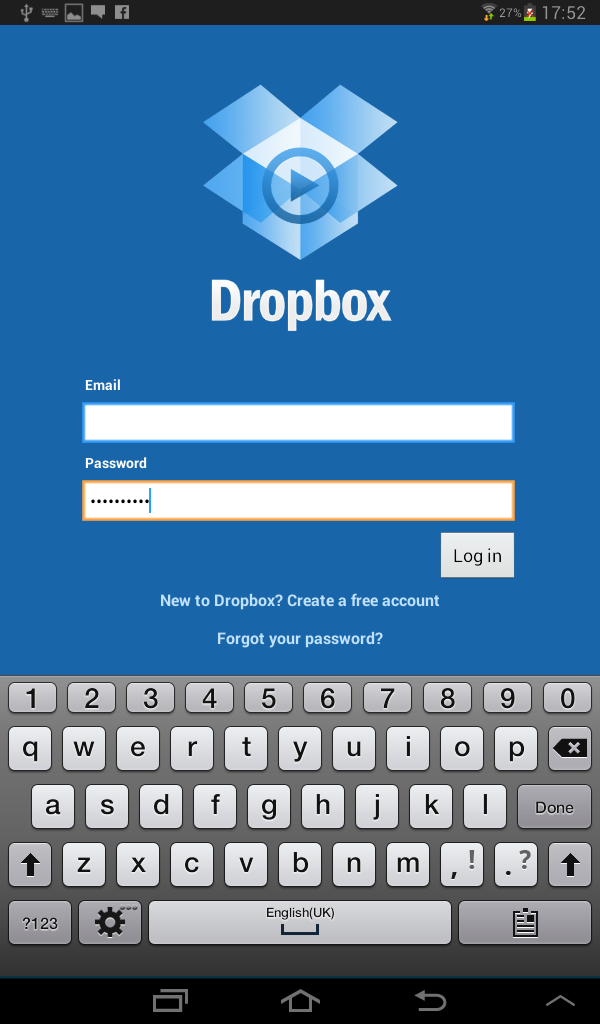 27% 17:52
Dropbox
Email
Password
••••••••••
Log in
New to Dropbox? Create a free account
Forgot your password?
1 2 3 4 5 6 7 8 9 0
q w e r t y u i o p
a s d f g h j k l Done
z x c v b n m , ! . ?
?123 English(UK)